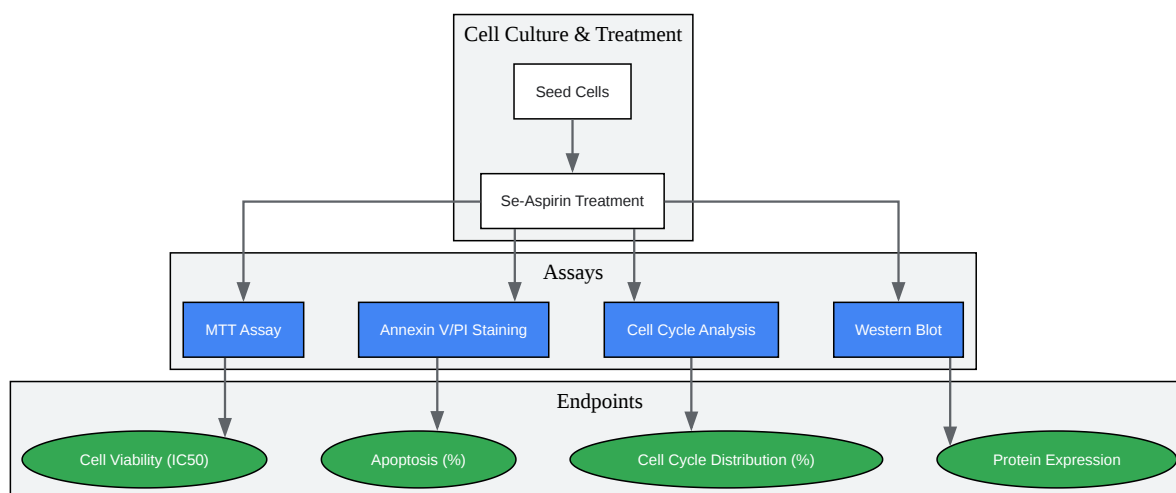 Cell Culture & Treatment
Seed Cells
Se-Aspirin Treatment
Assays
MTT Assay
Annexin V/PI Staining
Cell Cycle Analysis
Western Blot
Endpoints
Cell Viability (IC50)
Apoptosis (%)
Cell Cycle Distribution (%)
Protein Expression